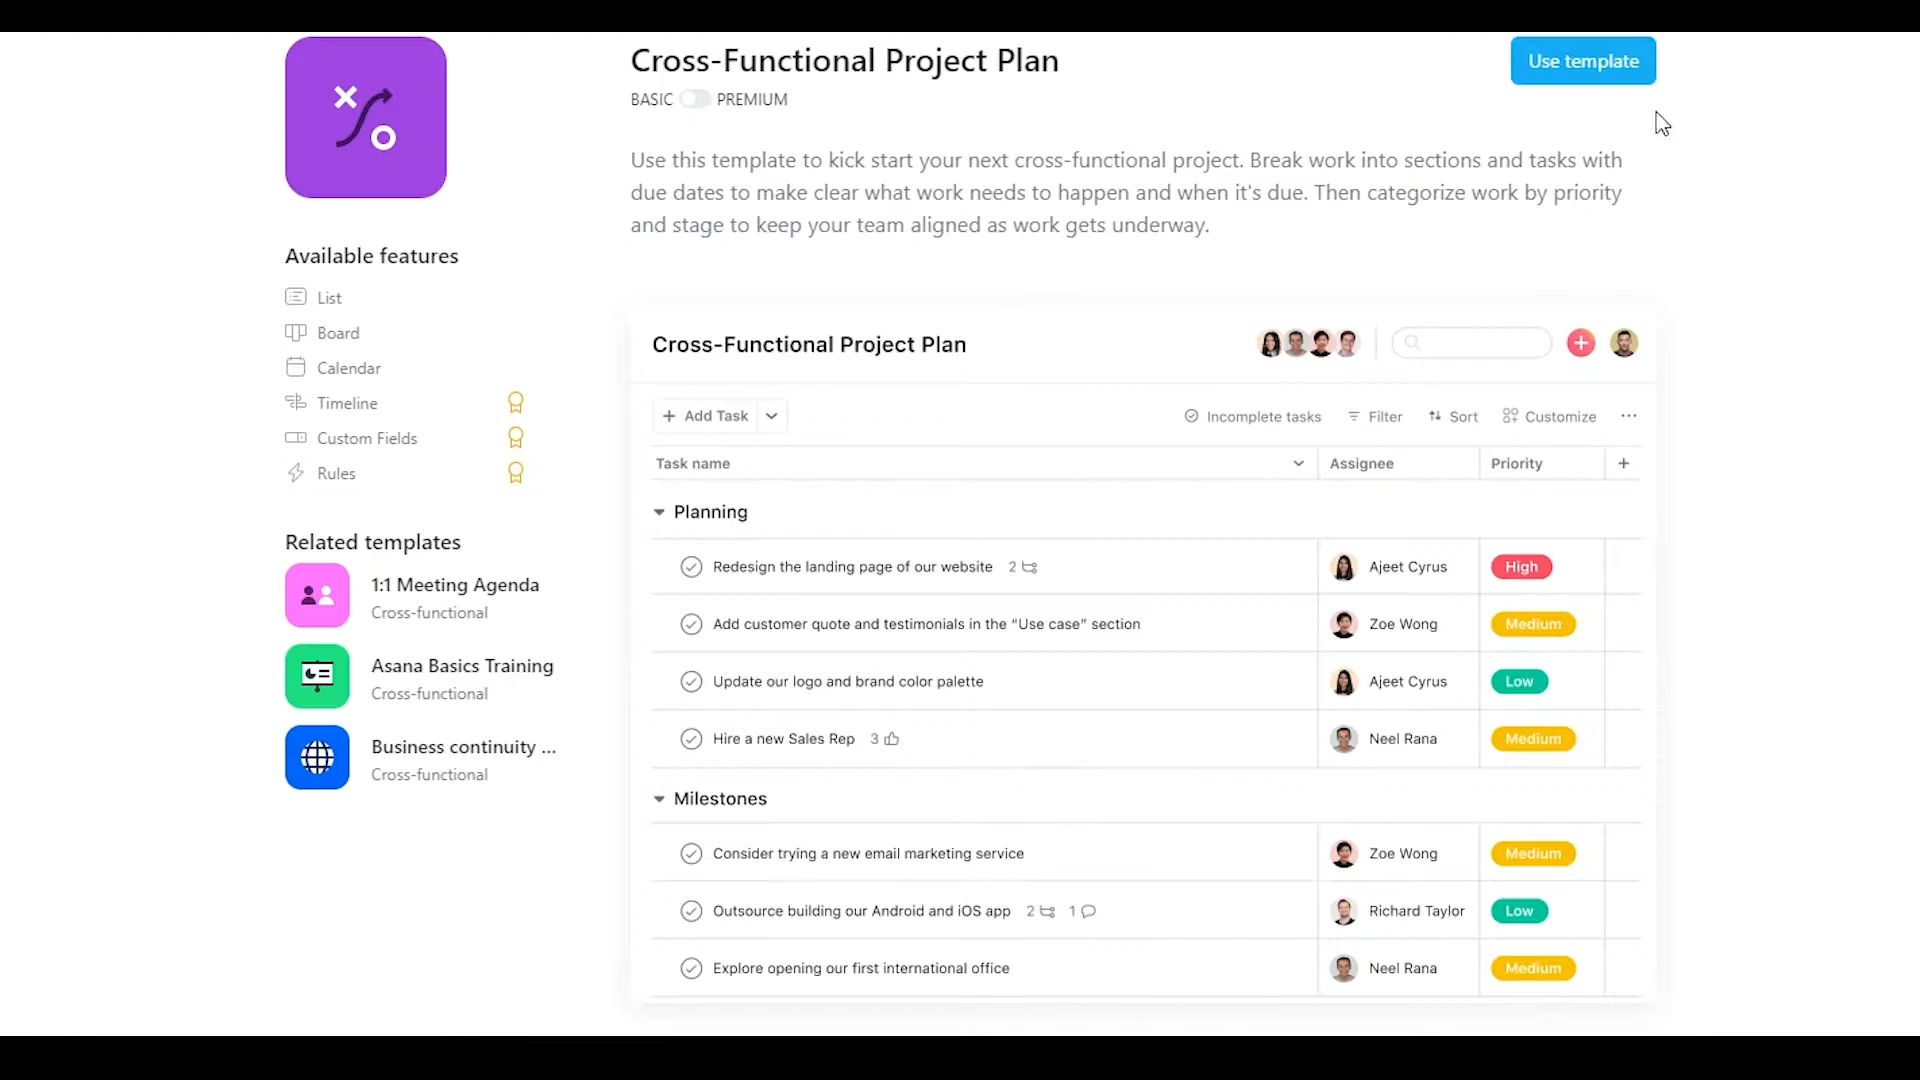 Cross-Functional Project Plan
Use template
BASIC PREMIUM
Use this template to kick start your next cross-functional project. Break work into sections and tasks with
due dates to make clear what work needs to happen and when it's due. Then categorize work by priority
and stage to keep your team aligned as work gets underway.
Available features
List
Board
Calendar
Timeline
Custom Fields
Rules
Related templates
1:1 Meeting Agenda
Cross-functional
Asana Basics Training
Cross-functional
Business continuity ...
Cross-functional
Cross-Functional Project Plan
+ Add Task
Incomplete tasks Filter Sort Customize ...
Task name Assignee Priority +
Planning
Redesign the landing page of our website 2 Ajeet Cyrus High
Add customer quote and testimonials in the “Use case” section Zoe Wong Medium
Update our logo and brand color palette Ajeet Cyrus Low
Hire a new Sales Rep 3 Neel Rana Medium
Milestones
Consider trying a new email marketing service Zoe Wong Medium
Outsource building our Android and iOS app 2 1 Richard Taylor Low
Explore opening our first international office Neel Rana Medium